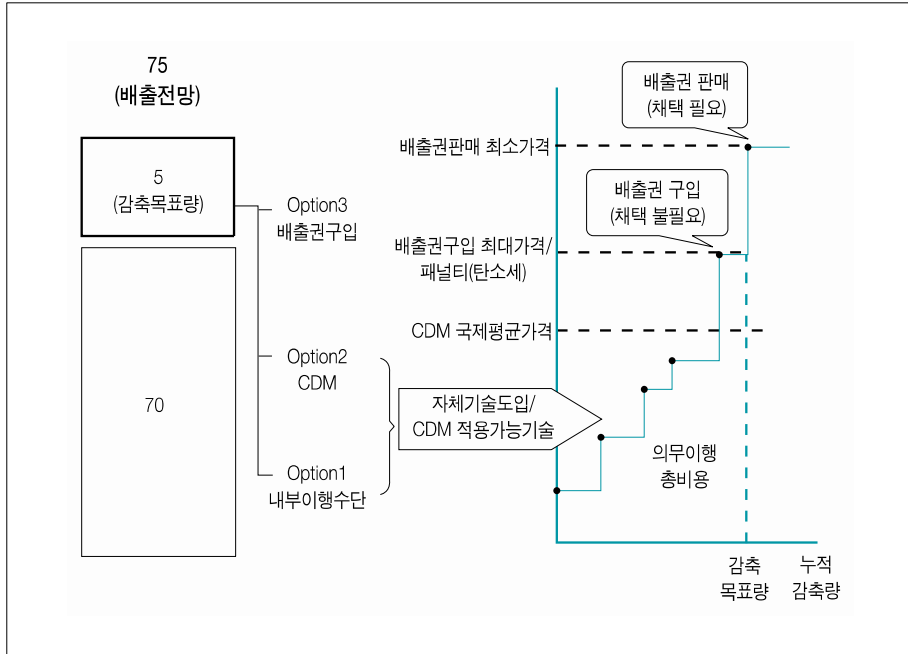 75
(배출전망)
5
(감축목표량)
70
Option3
배출권구입
Option2
CDM
Option1
내부이행수단
자체기술도입/
CDM 적용가능기술
배출권판매 최소가격
배출권구입 최대가격/
패널티(탄소세)
CDM 국제평균가격
배출권 판매
(채택 필요)
배출권 구입
(채택 불필요)
의무이행
총비용
감축
목표량
누적
감축량